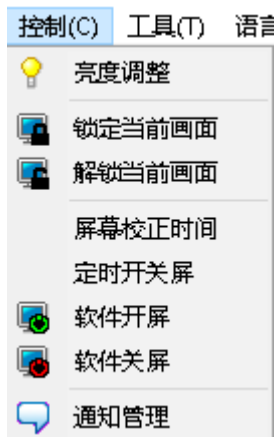 控制(C) 工具(T) 语言
亮度调整
锁定当前画面
解锁当前画面
屏幕校正时间
定时开关屏
软件开屏
软件关屏
通知管理